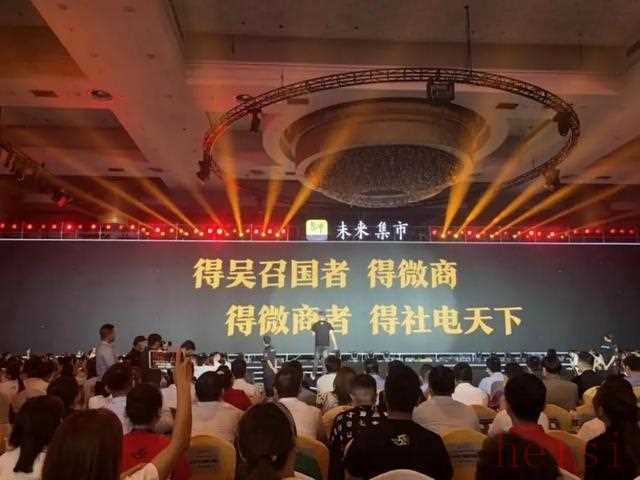 未来集市
得吴召国者 得微商
得微商者 得社电天下
heisi